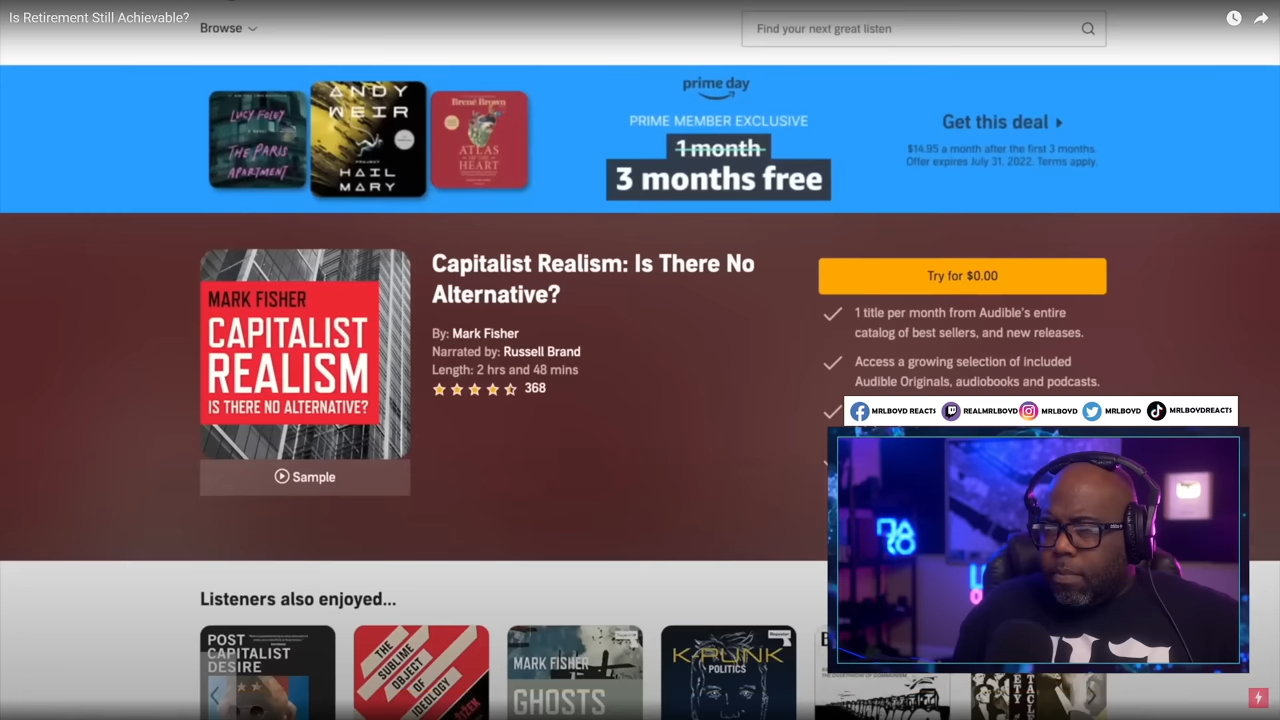 Is Retirement Still Achievable?
Browse
Find your next great listen
LUCY FOLEY
THE PARIS
APARTMENT
ANDY
WEIR
PROJECT
HAIL
MARY
Brené Brown
ATLAS
OF THE
HEART
prime day
PRIME MEMBER EXCLUSIVE
1 month
3 months free
Get this deal
$14.95 a month after the first 3 months.
Offer expires July 31, 2022. Terms apply.
MARK FISHER
CAPITALIST
REALISM
IS THERE NO ALTERNATIVE?
Sample
Capitalist Realism: Is There No
Alternative?
By: Mark Fisher
Narrated by: Russell Brand
Length: 2 hrs and 48 mins
368
Try for $0.00
1 title per month from Audible's entire
catalog of best sellers, and new releases.
Access a growing selection of included
Audible Originals, audiobooks and podcasts.
MRLBOYD REACTS REALMRLBOYD MRLBOYD MRLBOYD MRLBOYDREACTS
Listeners also enjoyed...
POST
CAPITALIST
DESIRE
THE
SUBLIME
OBJECT
OF
IDEOLOGY
MARK FISHER
GHOSTS
K-PUNK
POLITICS